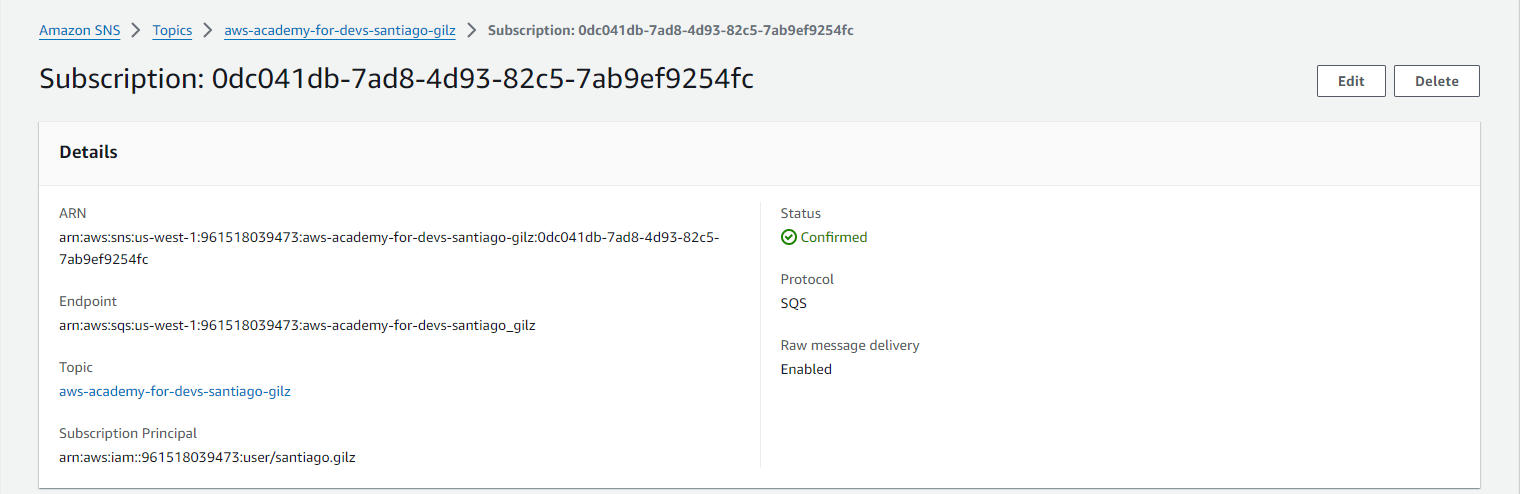 Amazon SNS > Topics > aws-academy-for-devs-santiago-gilz > Subscription: 0dc041db-7ad8-4d93-82c5-7ab9ef9254fc
Subscription: 0dc041db-7ad8-4d93-82c5-7ab9ef9254fc
Edit
Delete
Details
ARN
arn:aws:sns:us-west-1:961518039473:aws-academy-for-devs-santiago-gilz:0dc041db-7ad8-4d93-82c5-
7ab9ef9254fc
Endpoint
arn:aws:sqs:us-west-1:961518039473:aws-academy-for-devs-santiago_gilz
Topic
aws-academy-for-devs-santiago-gilz
Subscription Principal
arn:aws:iam::961518039473:user/santiago.gilz
Status
Confirmed
Protocol
SQS
Raw message delivery
Enabled